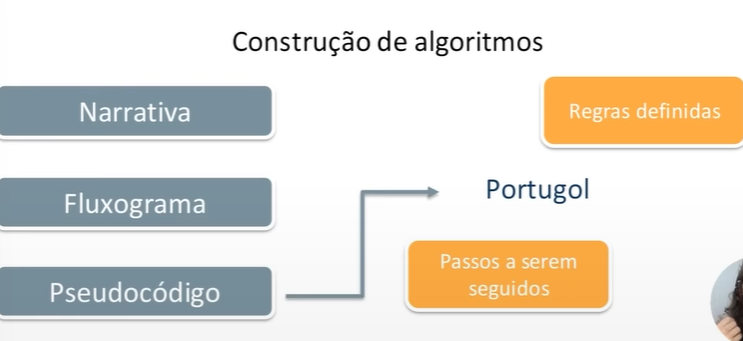 Construção de algoritmos
Narrativa
Regras definidas
Fluxograma
Portugol
Passos a serem
seguidos
Pseudocódigo